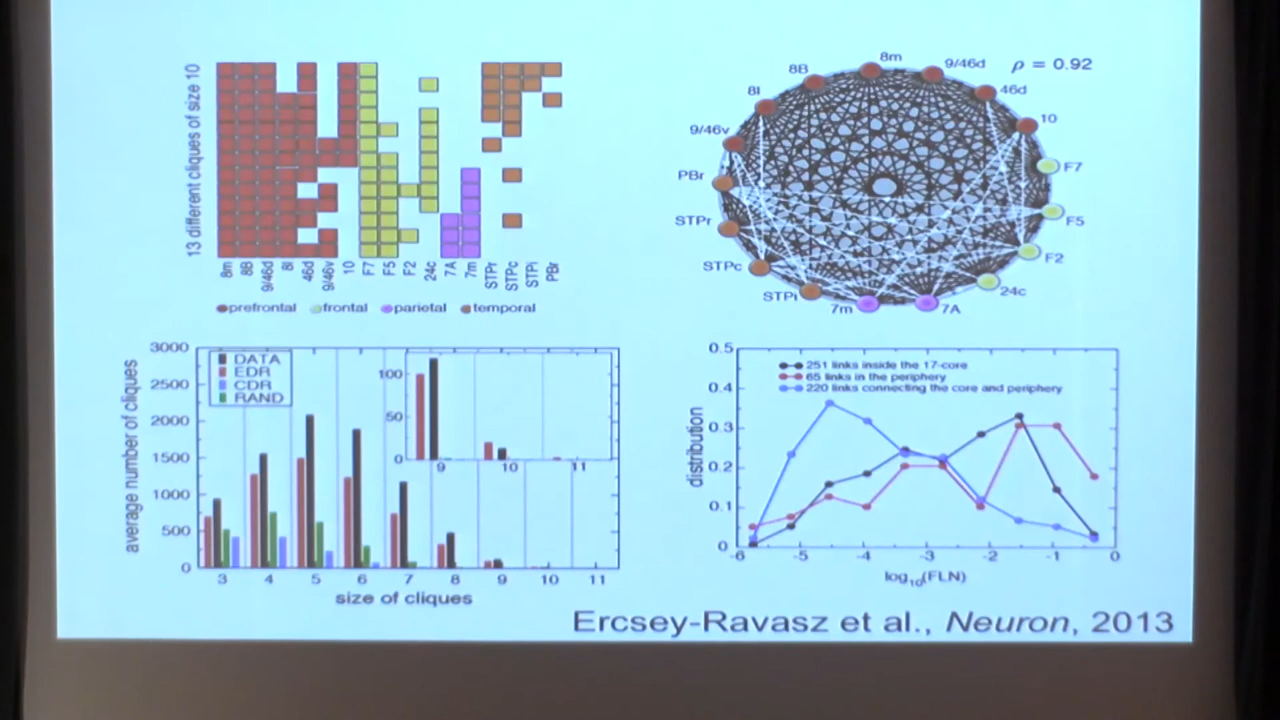 13 different cliques of size 10
8m
8B
9/46d
8l
46d
9/46v
10
F7
F5
F2
24c
7A
7m
STPr
STPc
STPi
PBr
prefrontal frontal parietal temporal
ρ = 0.92
8m
9/46d
46d
10
F7
F5
F2
24c
7A
7m
STPi
STPc
STPr
PBr
9/46v
8l
8B
average number of cliques
3000
2500
2000
1500
1000
500
0
DATA
EDR
CDR
RAND
100
50
0
9 10 11
3 4 5 6 7 8 9 10 11
size of cliques
distribution
0.5
0.4
0.3
0.2
0.1
0
251 links inside the 17-core
65 links in the periphery
220 links connecting the core and periphery
-6 -5 -4 -3 -2 -1 0
log10(FLN)
Ercsey-Ravasz et al., Neuron, 2013